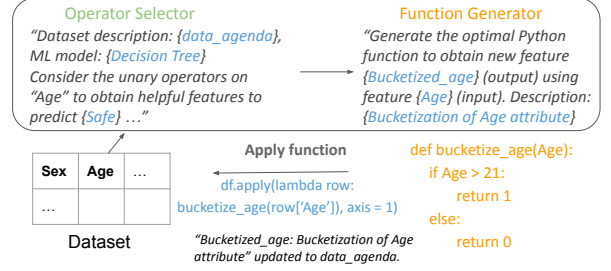 Operator Selector
“Dataset description: {data_agenda},
ML model: {Decision Tree}
Consider the unary operators on
“Age” to obtain helpful features to
predict {Safe} …”
Function Generator
“Generate the optimal Python
function to obtain new feature
{Bucketized_age} (output) using
feature {Age} (input). Description:
{Bucketization of Age attribute}
Sex Age …
…
Dataset
Apply function
df.apply(lambda row:
bucketize_age(row[‘Age’]), axis = 1)
“Bucketized_age: Bucketization of Age
attribute” updated to data_agenda.
def bucketize_age(Age):
if Age > 21:
return 1
else:
return 0